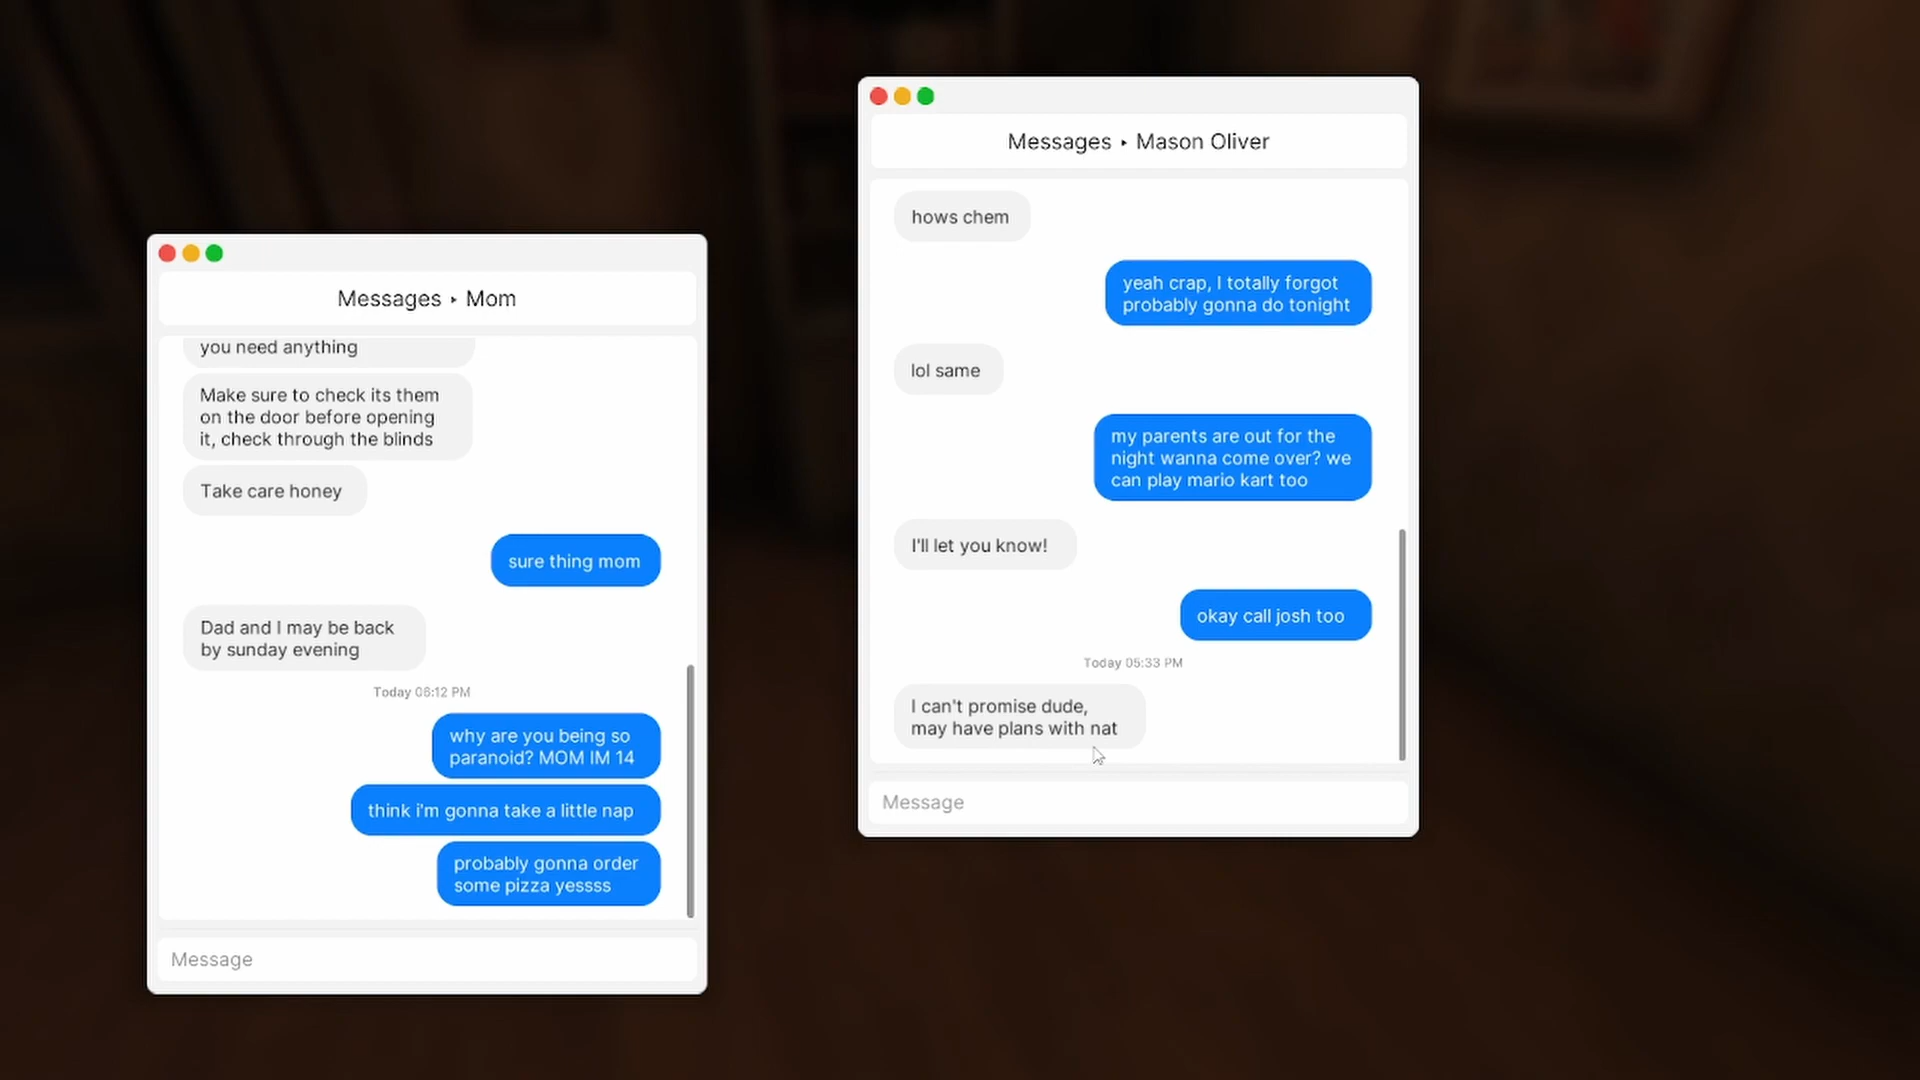 Messages ‣ Mom
you need anything
Make sure to check its them
on the door before opening
it, check through the blinds
Take care honey
sure thing mom
Dad and I may be back
by sunday evening
Today 06:12 PM
why are you being so
paranoid? MOM IM 14
think i'm gonna take a little nap
probably gonna order
some pizza yessss
Message
Messages ‣ Mason Oliver
hows chem
yeah crap, I totally forgot
probably gonna do tonight
lol same
my parents are out for the
night wanna come over? we
can play mario kart too
I'll let you know!
okay call josh too
Today 05:33 PM
I can't promise dude,
may have plans with nat
Message